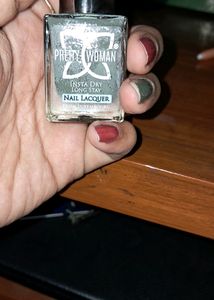 PRETTY WOMAN
INSTA DRY
LONG STAY
NAIL LACQUER